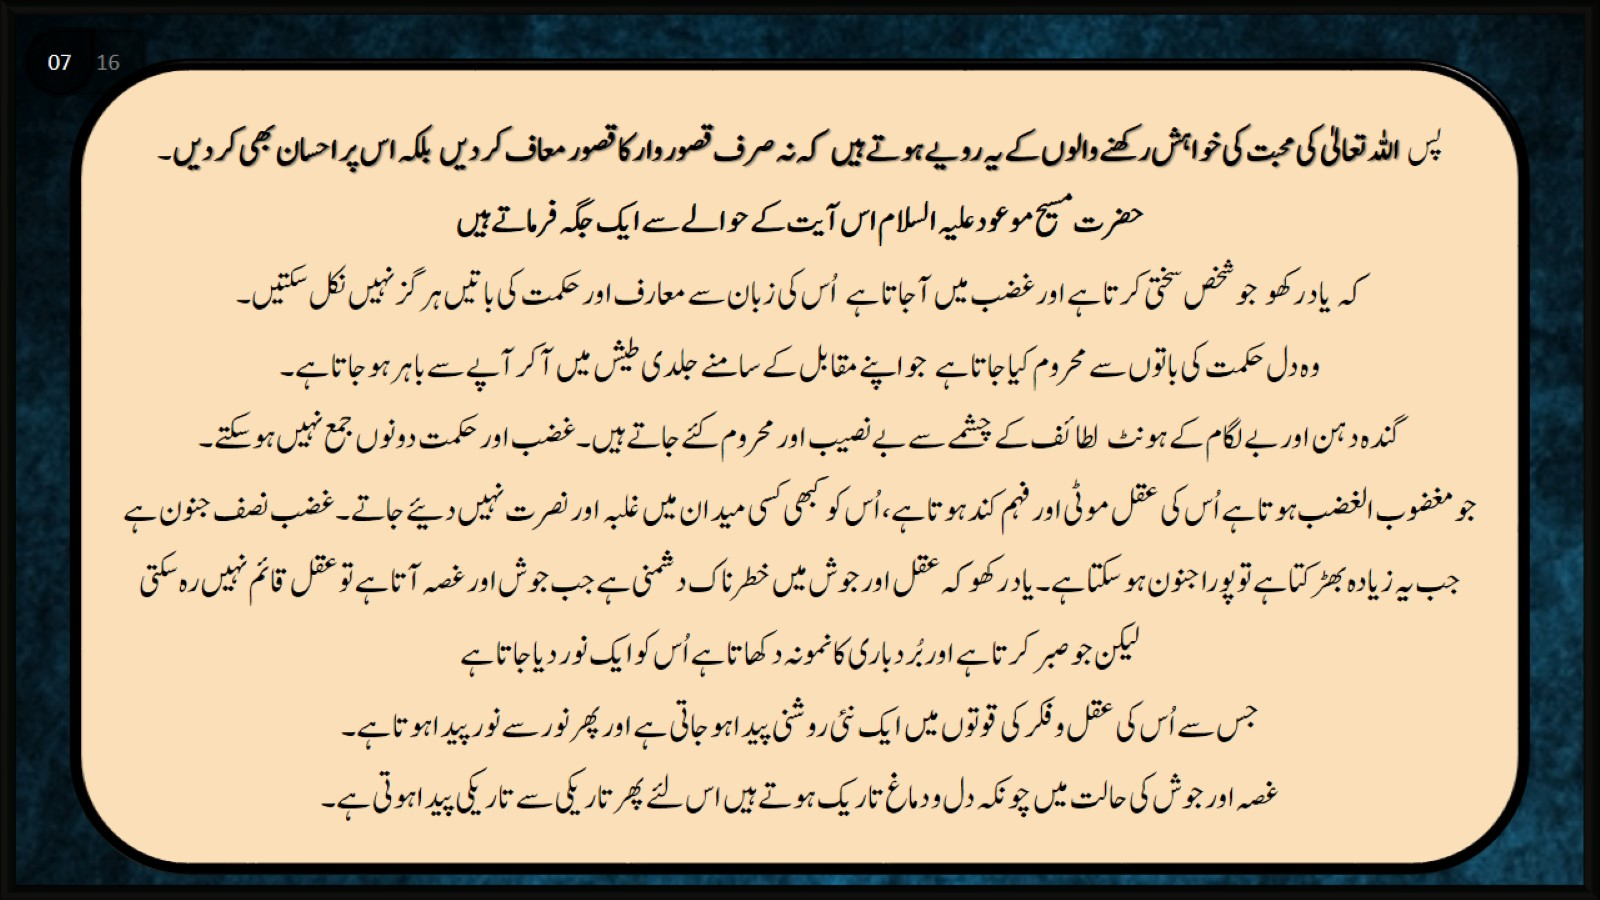 07 16
پس اللہ تعالیٰ کی محبت کی خواہش رکھنے والوں کے یہ رویے ہوتے ہیں کہ نہ صرف قصور وار کا قصور معاف کر دیں بلکہ اس پر احسان بھی کر دیں۔
حضرت مسیح موعود علیہ السلام اس آیت کے حوالے سے ایک جگہ فرماتے ہیں
کہ یاد رکھو جو شخص سختی کرتا ہے اور غضب میں آ جاتا ہے اُس کی زبان سے معارف اور حکمت کی باتیں ہر گز نہیں نکل سکتیں۔
وہ دل حکمت کی باتوں سے محروم کیا جاتا ہے جو اپنے مقابل کے سامنے جلدی طیش میں آ کر آپے سے باہر ہو جاتا ہے۔
گندہ دہن اور بے لگام کے ہونٹ لطائف کے چشمے سے بے نصیب اور محروم کئے جاتے ہیں۔ غضب اور حکمت دونوں جمع نہیں ہو سکتے۔
جو مغضوب الغضب ہوتا ہے اُس کی عقل موٹی اور فہم کند ہوتا ہے، اُس کو کبھی کسی میدان میں غلبہ اور نصرت نہیں دیئے جاتے۔ غضب نصف جنون ہے
جب یہ زیادہ بھڑکتا ہے تو پورا جنون ہو سکتا ہے۔ یاد رکھو کہ عقل اور جوش میں خطرناک دشمنی ہے جب جوش اور غصہ آتا ہے تو عقل قائم نہیں رہ سکتی
لیکن جو صبر کرتا ہے اور بُردباری کا نمونہ دکھاتا ہے اُس کو ایک نور دیا جاتا ہے
جس سے اُس کی عقل و فکر کی قوتوں میں ایک نئی روشنی پیدا ہو جاتی ہے اور پھر نور سے نور پیدا ہوتا ہے۔
غصہ اور جوش کی حالت میں چونکہ دل و دماغ تاریک ہوتے ہیں اس لئے پھر تاریکی سے تاریکی پیدا ہوتی ہے۔